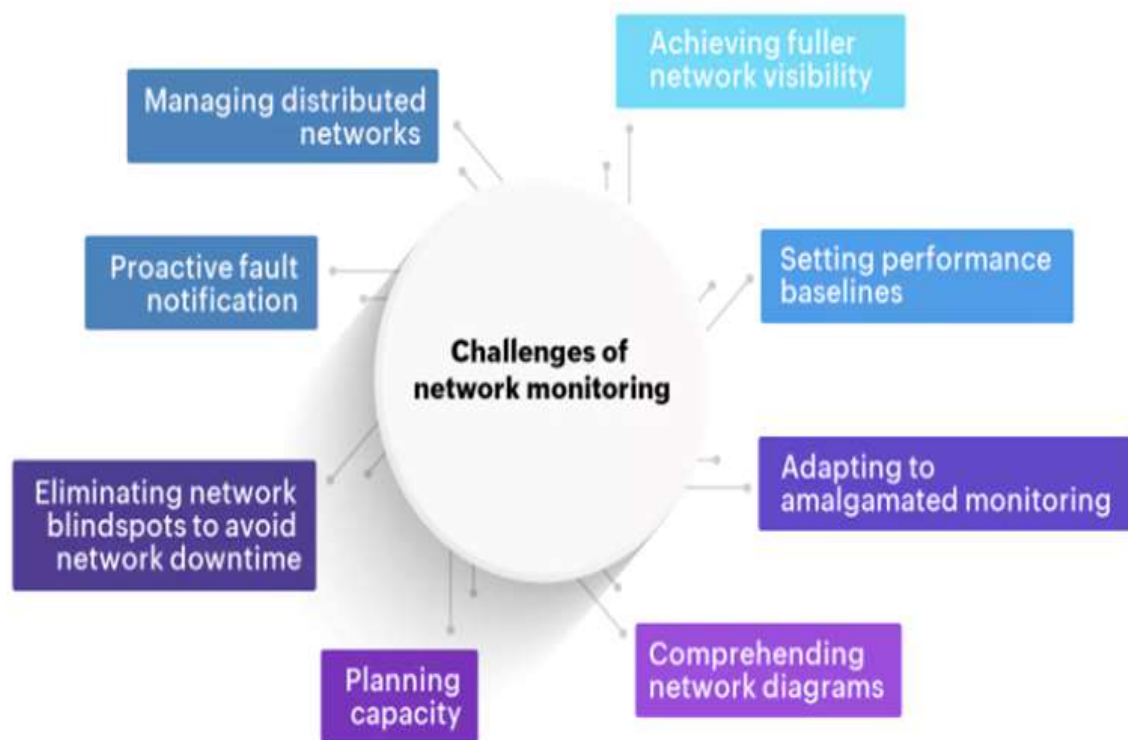 Challenges of
network monitoring
Achieving fuller
network visibility
Setting performance
baselines
Adapting to
amalgamated monitoring
Comprehending
network diagrams
Planning
capacity
Eliminating network
blindspots to avoid
network downtime
Proactive fault
notification
Managing distributed
networks